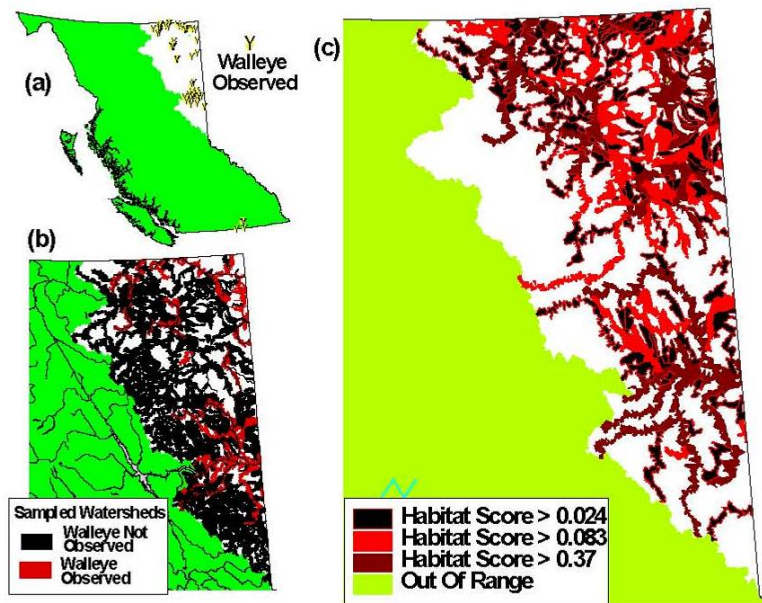 (a)
Walleye
Observed
(b)
Sampled Watersheds
Walleye Not
Observed
Walleye
Observed
(c)
Habitat Score > 0.024
Habitat Score > 0.083
Habitat Score > 0.37
Out Of Range